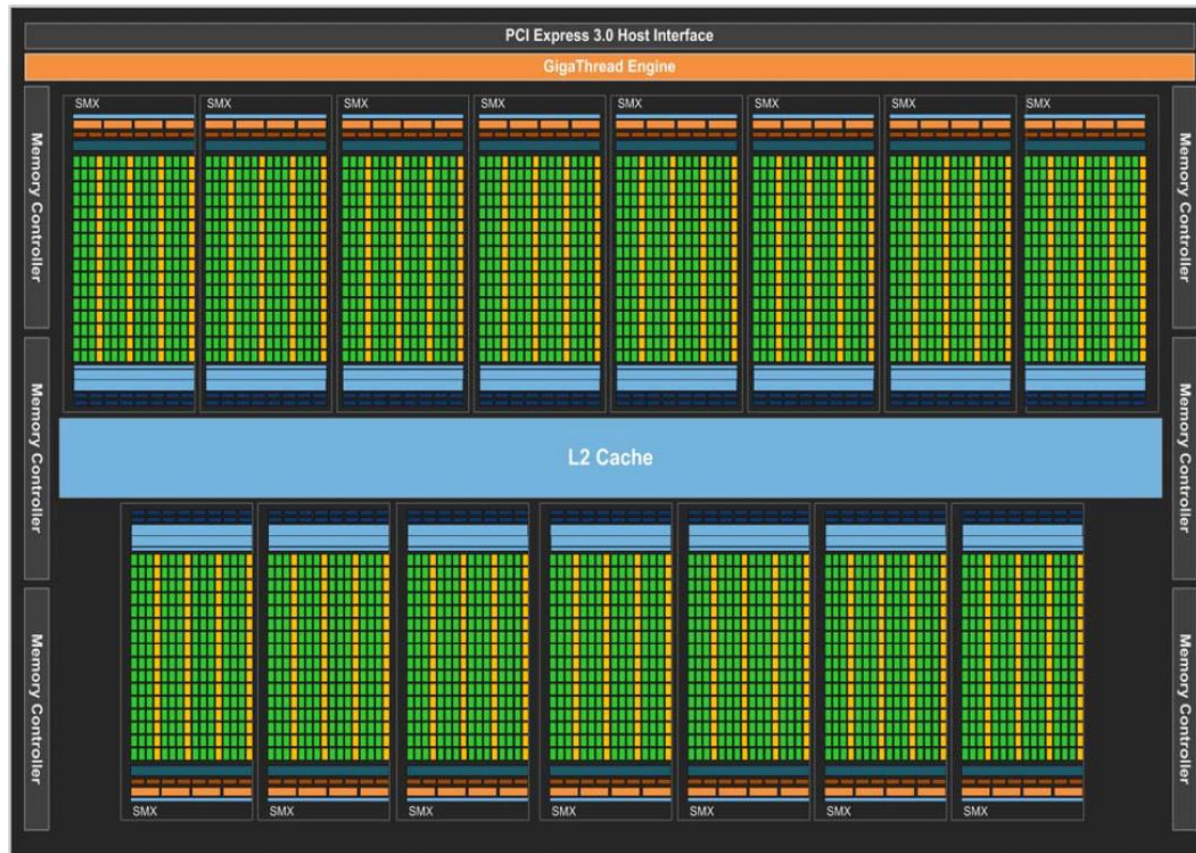 PCI Express 3.0 Host Interface
GigaThread Engine
SMX SMX SMX SMX SMX SMX SMX SMX
Memory Controller
Memory Controller
Memory Controller
Memory Controller
L2 Cache
Memory Controller
Memory Controller
SMX SMX SMX SMX SMX SMX SMX